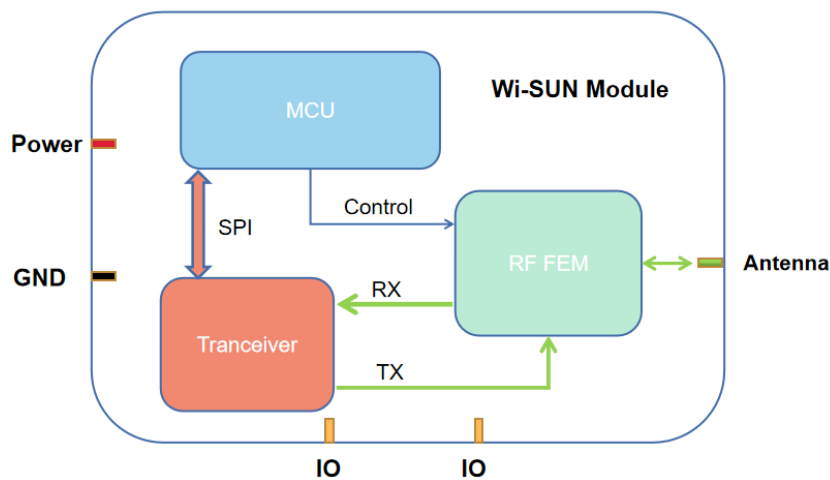 MCU
Wi-SUN Module
Power
Control
SPI
RF FEM
Antenna
GND
RX
Tranceiver
TX
IO
IO